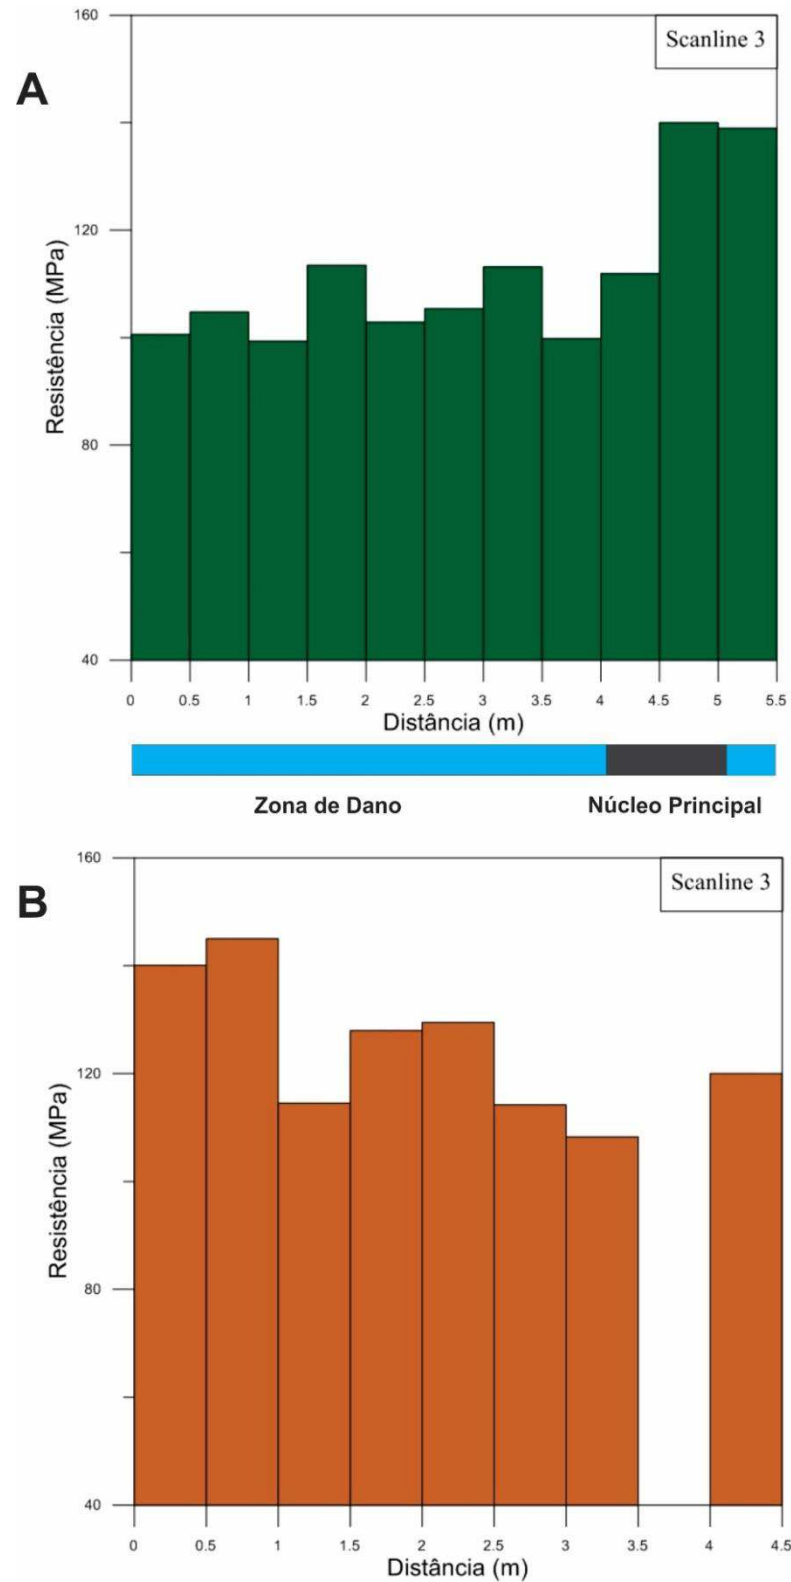 A
Scanline 3
Resistência (MPa)
160
120
80
40
0 0.5 1 1.5 2 2.5 3 3.5 4 4.5 5 5.5
Distância (m)
Zona de Dano Núcleo Principal
B
Scanline 3
Resistência (MPa)
160
120
80
40
0 0.5 1 1.5 2 2.5 3 3.5 4 4.5
Distância (m)